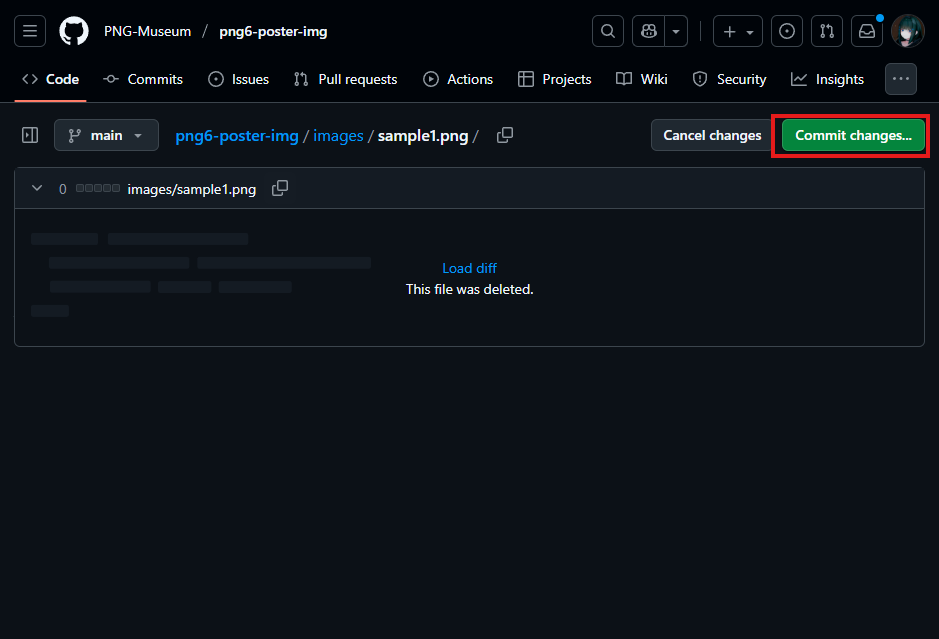 PNG-Museum / png6-poster-img
Code Commits Issues Pull requests Actions Projects Wiki Security Insights
main png6-poster-img / images / sample1.png / Cancel changes Commit changes...
0 images/sample1.png
Load diff
This file was deleted.